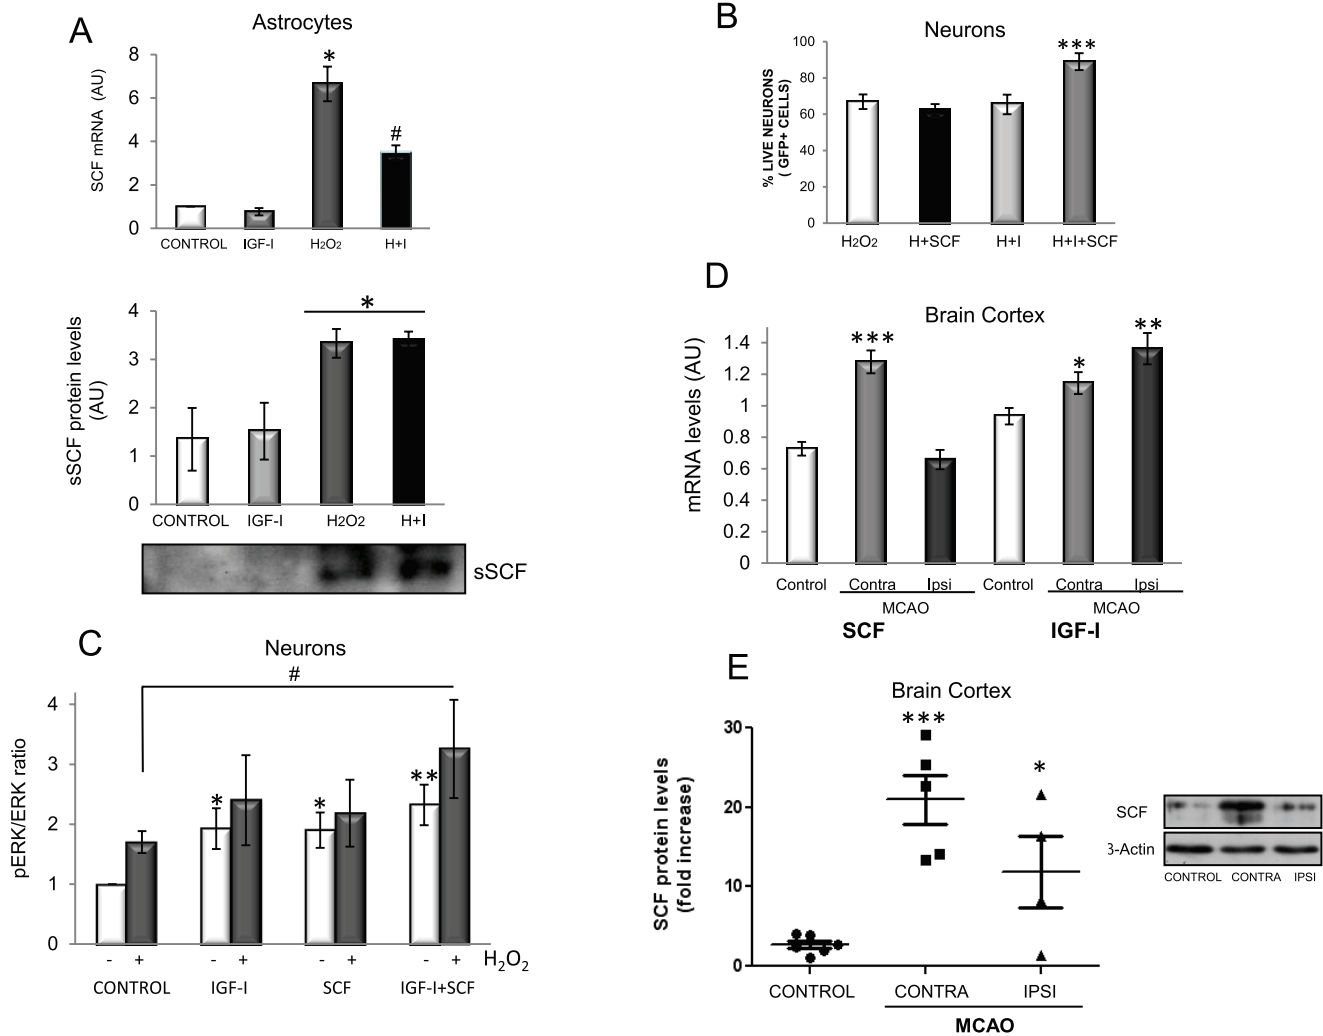 A
Astrocytes
SCF mRNA (AU)
8
6
4
2
0
*
#
CONTROL IGF-I H2O2 H+I
sSCF protein levels
(AU)
4
3
2
1
0
*
CONTROL IGF-I H2O2 H+I
sSCF
B
Neurons
% LIVE NEURONS
( GFP+ CELLS)
100
80
60
40
20
0
***
H2O2 H+SCF H+I H+I+SCF
C
Neurons
#
pERK/ERK ratio
4
3
2
1
0
*
*
**
- + - + - + - + H2O2
CONTROL IGF-I SCF IGF-I+SCF
D
Brain Cortex
mRNA levels (AU)
1.4
1.2
1
0.8
0.6
0.4
0.2
0
***
*
**
Control Contra Ipsi Control Contra Ipsi
MCAO MCAO
SCF IGF-I
E
Brain Cortex
SCF protein levels
(fold increase)
30
20
10
0
***
*
CONTROL CONTRA IPSI
MCAO
SCF
3-Actin
CONTROL CONTRA IPSI